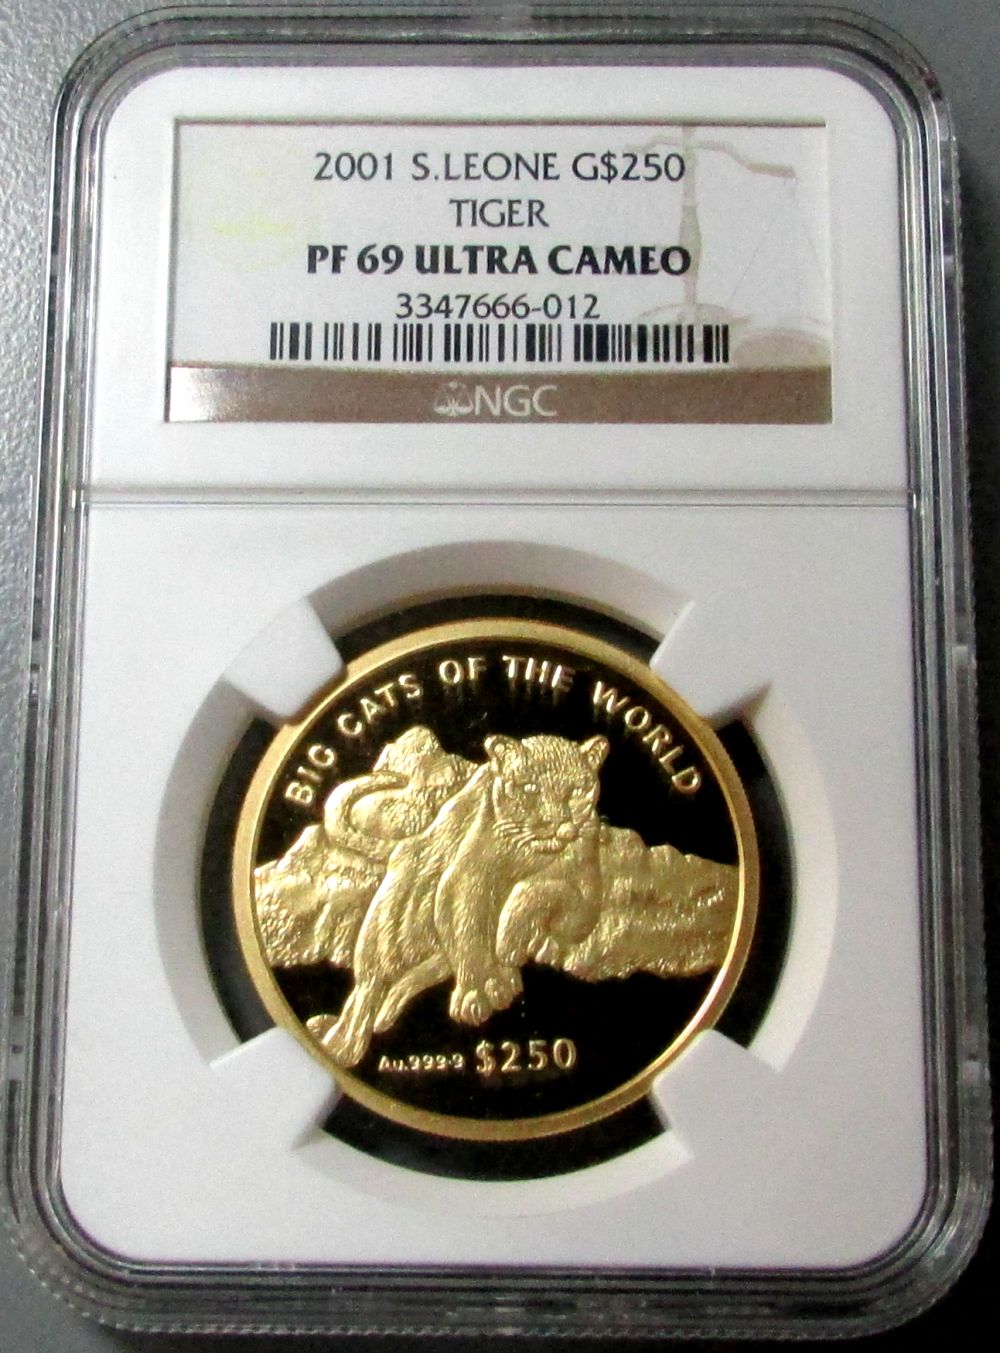 2001 S.LEONE G$250
TIGER
PF 69 ULTRA CAMEO
3347666-012
NGC
BIG CATS OF THE WORLD
Au.999.9 $250